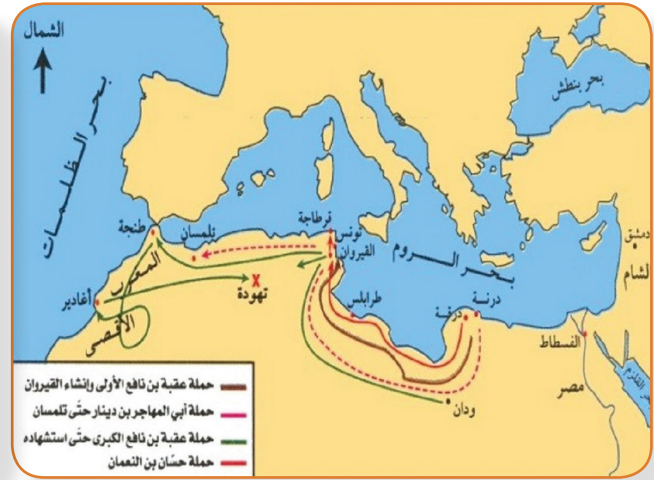 الشمال
بحر الظلمات
بحر بنطش
قرطاجة
تونس
القيروان
تلمسان
طنجة
المغرب
الأقصى
أغادير
تهودة
طرابلس
بحر الروم
درنة
برقة
دمشق
الشام
الفسطاط
مصر
بحر القلزم
ودان
حملة عقبة بن نافع الأولى وإنشاء القيروان
حملة أبي المهاجر بن دينار حتّى تلمسان
حملة عقبة بن نافع الكبرى حتّى استشهاده
حملة حسّان بن النعمان